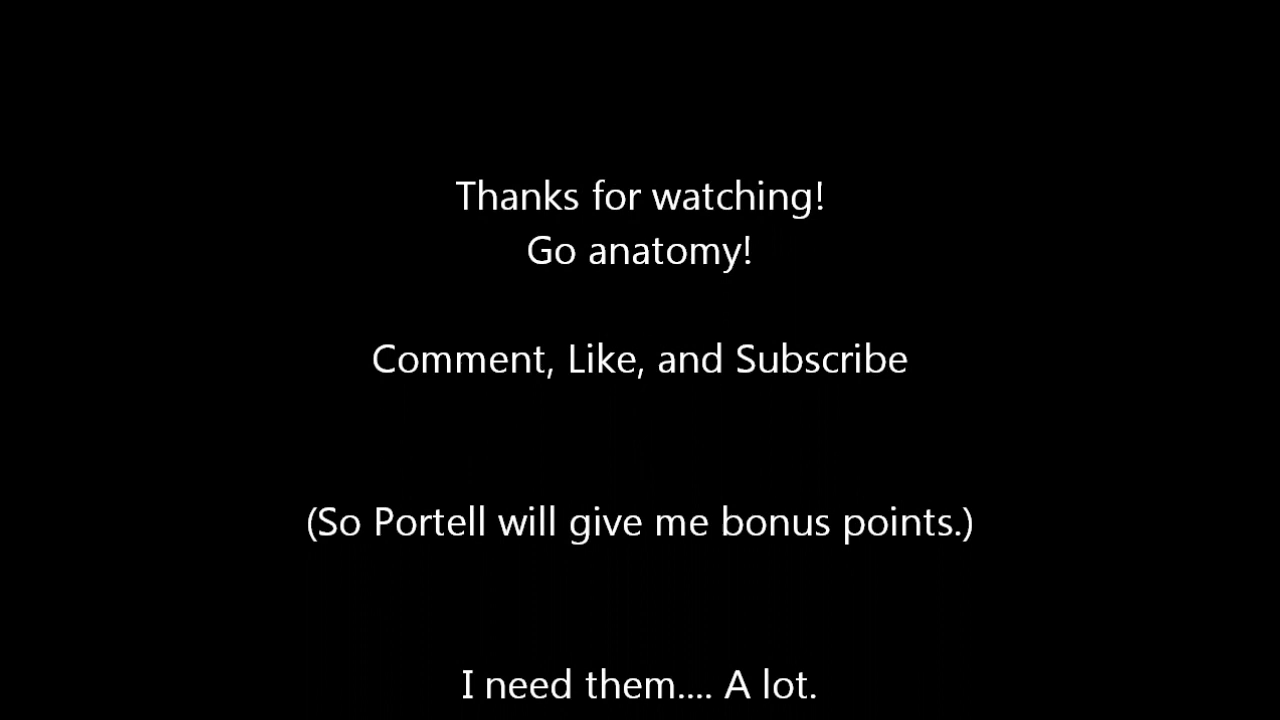 Thanks for watching!
Go anatomy!
Comment, Like, and Subscribe
(So Portell will give me bonus points.)
I need them.... A lot.